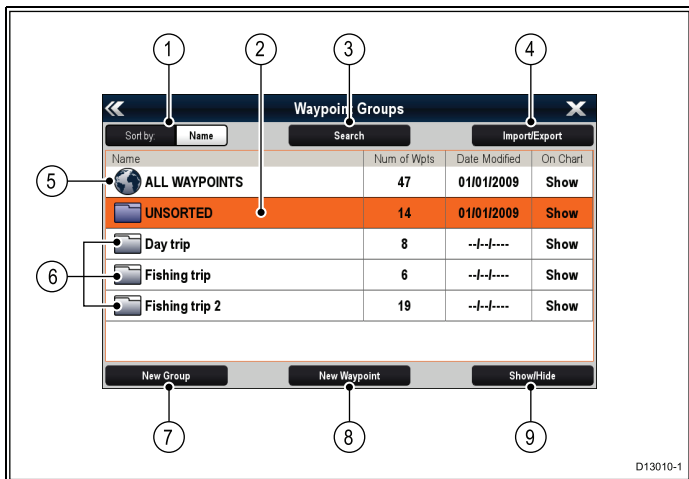 1 2 3 4
Waypoint Groups
Sort by: Name Search Import/Export
Name Num of Wpts Date Modified On Chart
5 ALL WAYPOINTS 47 01/01/2009 Show
UNSORTED 14 01/01/2009 Show
Day trip 8 --/--/---- Show
6 Fishing trip 6 --/--/---- Show
Fishing trip 2 19 --/--/---- Show
New Group New Waypoint Show/Hide
7 8 9
D13010-1